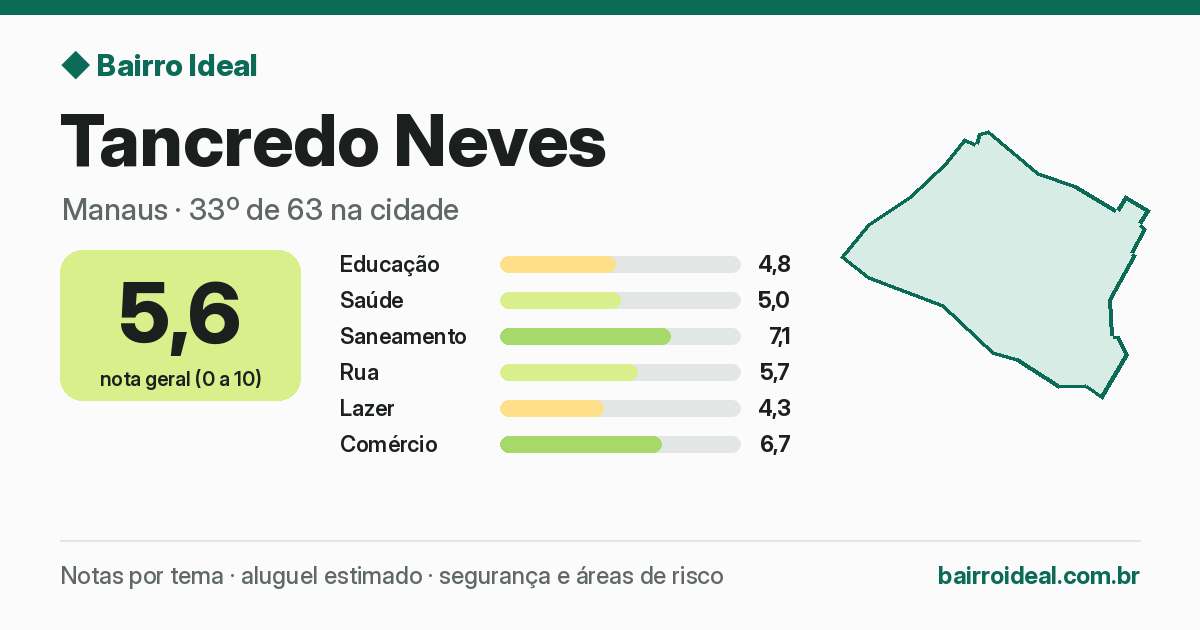 Bairro Ideal
Tancredo Neves
Manaus · 33º de 63 na cidade
5,6
nota geral (0 a 10)
Educação 4,8
Saúde 5,0
Saneamento 7,1
Rua 5,7
Lazer 4,3
Comércio 6,7
Notas por tema · aluguel estimado · segurança e áreas de risco
bairroideal.com.br